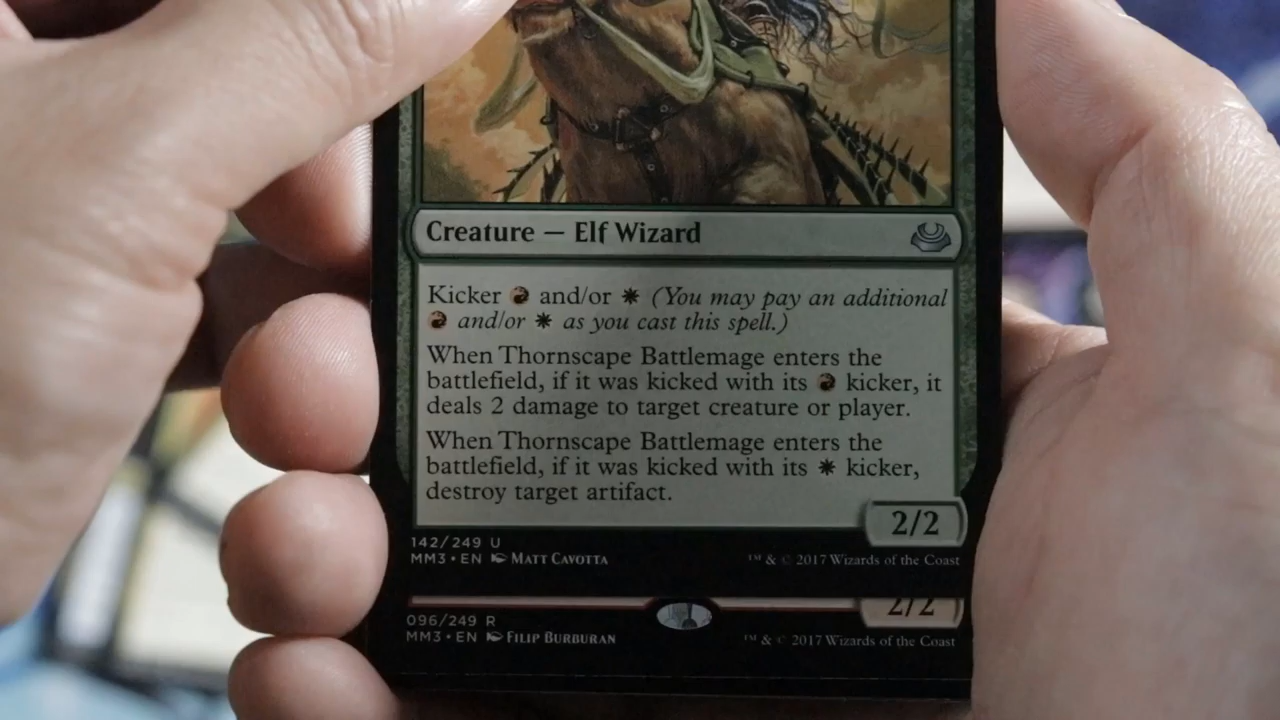 Creature — Elf Wizard
Kicker and/or (You may pay an additional
and/or as you cast this spell.)
When Thornscape Battlemage enters the
battlefield, if it was kicked with its kicker, it
deals 2 damage to target creature or player.
When Thornscape Battlemage enters the
battlefield, if it was kicked with its kicker,
destroy target artifact.
2/2
142/249 U
MM3 • EN Matt Cavotta
™ & © 2017 Wizards of the Coast
2/2
096/249 R
MM3 • EN Filip Burburan
™ & © 2017 Wizards of the Coast